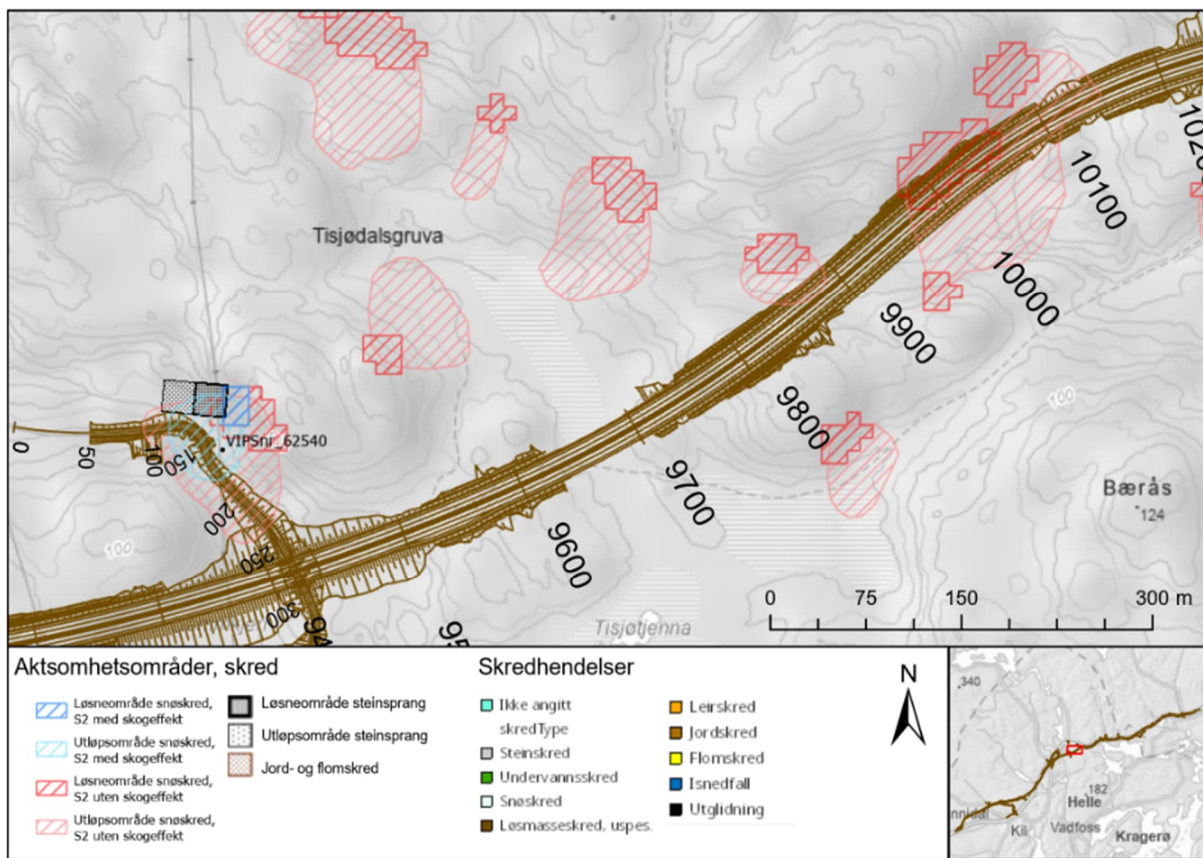 Tisjødalsgruva
VIPSnr_62540
0
50
100
150
200
250
300
9600
9700
9800
9900
10000
10100
100
100
Bærås
124
Tisjøtjenna
0 75 150 300 m
Aktsomhetsområder, skred
Løsneområde snøskred,
S2 med skogeffekt
Utløpsområde snøskred,
S2 med skogeffekt
Løsneområde snøskred,
S2 uten skogeffekt
Utløpsområde snøskred,
S2 uten skogeffekt
Løsneområde steinsprang
Utløpsområde steinsprang
Jord- og flomskred
Skredhendelser
Ikke angitt
skredType
Steinskred
Undervannsskred
Snøskred
Løsmasseskred, uspes.
Leirskred
Jordskred
Flomskred
Isnedfall
Utglidning
N
340
182
Helle
Kil
Vadfoss
Kragerø